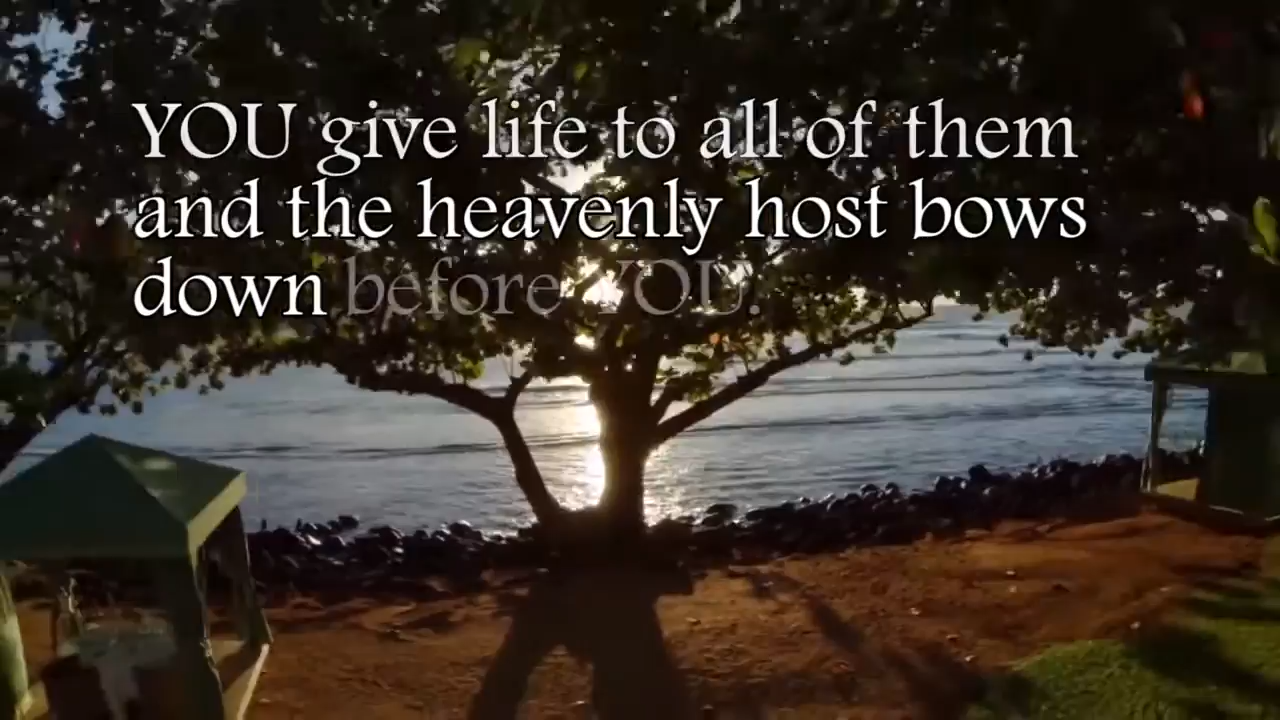 YOU give life to all of them
and the heavenly host bows
down before YOU.